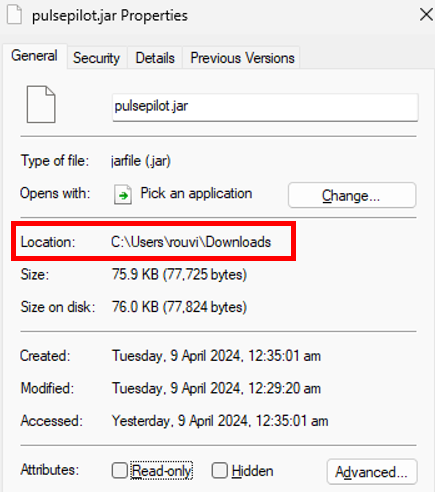 pulsepilot.jar Properties
General Security Details Previous Versions
pulsepilot.jar
Type of file: jarfile (.jar)
Opens with: Pick an application Change...
Location: C:\Users\rouvi\Downloads
Size: 75.9 KB (77,725 bytes)
Size on disk: 76.0 KB (77,824 bytes)
Created: Tuesday, 9 April 2024, 12:35:01 am
Modified: Tuesday, 9 April 2024, 12:29:20 am
Accessed: Yesterday, 9 April 2024, 12:35:01 am
Attributes: Read-only Hidden Advanced...